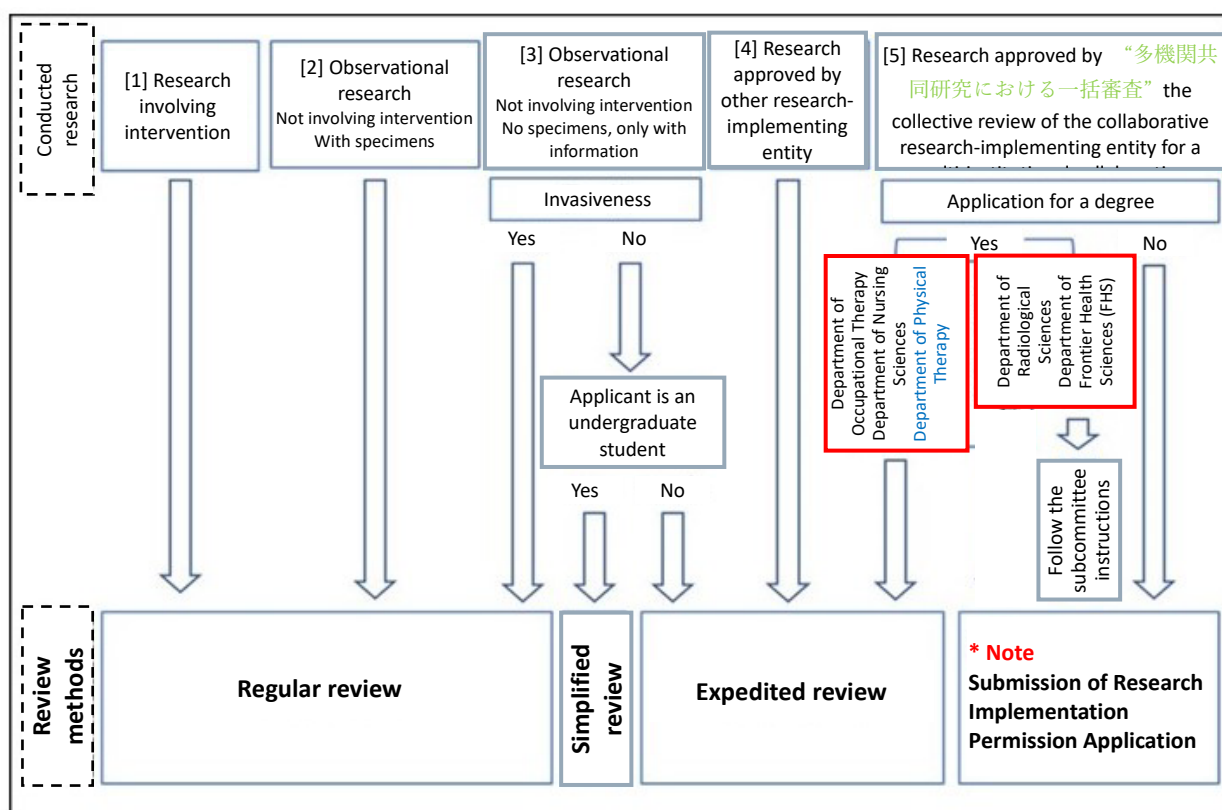 Conducted
research
[1] Research
involving
intervention
[2] Observational
research
Not involving intervention
With specimens
[3] Observational
research
Not involving intervention
No specimens, only with
information
[4] Research
approved by
other research-
implementing
entity
[5] Research approved by “多機関共
同研究における一括審査” the
collective review of the collaborative
research-implementing entity for a
Invasiveness
Yes
No
Application for a degree
Yes
No
Department of
Occupational Therapy
Department of Nursing
Sciences
Department of Physical
Therapy
Department of
Radiological
Sciences
Department of
Frontier Health
Sciences (FHS)
Applicant is an
undergraduate
student
Yes
No
Follow the
subcommittee
instructions
Review
methods
Regular review
Simplified
review
Expedited review
* Note
Submission of Research
Implementation
Permission Application